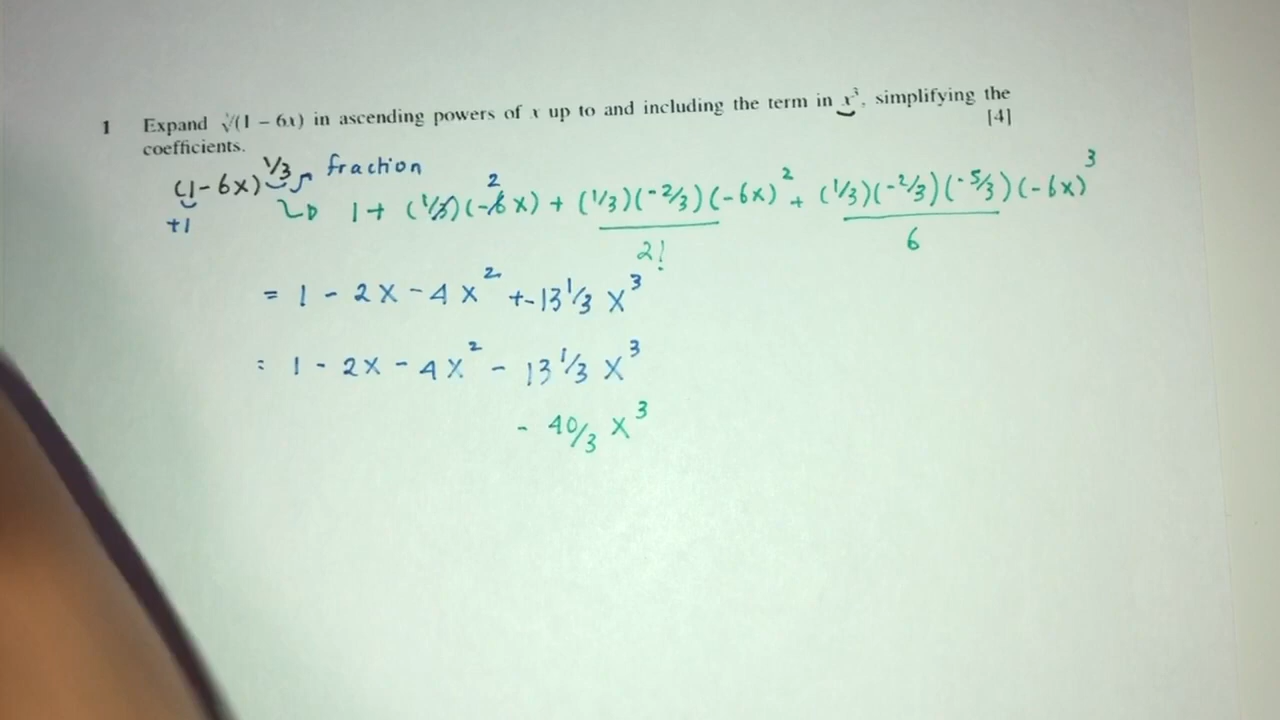 1 Expand ∛(1 – 6x) in ascending powers of x up to and including the term in x³, simplifying the
coefficients. [4]
(1-6x)^1/3 fraction
+1
↳ 1 + (1/3)(-6x) 2 + (1/3)(-2/3)(-6x)² / 2! + (1/3)(-2/3)(-5/3)(-6x)³ / 6
= 1 - 2x - 4x² + -13 1/3 x³
= 1 - 2x - 4x² - 13 1/3 x³
- 40/3 x³